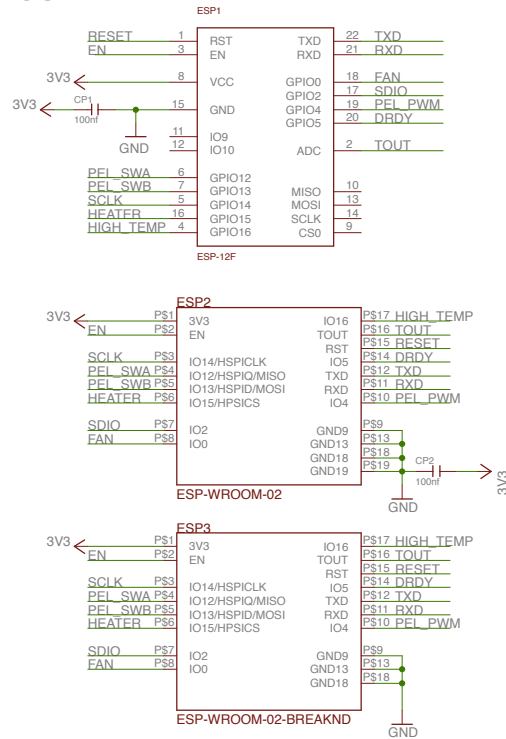 ESP1
RESET 1 RST TXD 22 TXD
EN 3 EN RXD 21 RXD
3V3 8 VCC GPIO0 18 FAN
GPIO2 17 SDIO
3V3 CP1 100nf 15 GND GPIO4 19 PEL_PWM
GPIO5 20 DRDY
GND
11 IO9
12 IO10 ADC 2 TOUT
PEL_SWA 6 GPIO12
PEL_SWB 7 GPIO13 MISO 10
SCLK 5 GPIO14 MOSI 13
HEATER 16 GPIO15 SCLK 14
HIGH_TEMP 4 GPIO16 CS0 9
ESP-12F
ESP2
3V3 P$1 3V3 IO16 P$17 HIGH_TEMP
EN P$2 EN TOUT P$16 TOUT
RST P$15 RESET
SCLK P$3 IO14/HSPICLK IO5 P$14 DRDY
PEL_SWA P$4 IO12/HSPIQ/MISO TXD P$12 TXD
PEL_SWB P$5 IO13/HSPID/MOSI RXD P$11 RXD
HEATER P$6 IO15/HPSICS IO4 P$10 PEL_PWM
SDIO P$7 IO2 GND9 P$9
FAN P$8 IO0 GND13 P$13
GND18 P$18
GND19 P$19 CP2 100nf 3V3
GND
ESP-WROOM-02
ESP3
3V3 P$1 3V3 IO16 P$17 HIGH_TEMP
EN P$2 EN TOUT P$16 TOUT
RST P$15 RESET
SCLK P$3 IO14/HSPICLK IO5 P$14 DRDY
PEL_SWA P$4 IO12/HSPIQ/MISO TXD P$12 TXD
PEL_SWB P$5 IO13/HSPID/MOSI RXD P$11 RXD
HEATER P$6 IO15/HPSICS IO4 P$10 PEL_PWM
SDIO P$7 IO2 GND9 P$9
FAN P$8 IO0 GND13 P$13
GND18 P$18
ESP-WROOM-02-BREAKND
GND